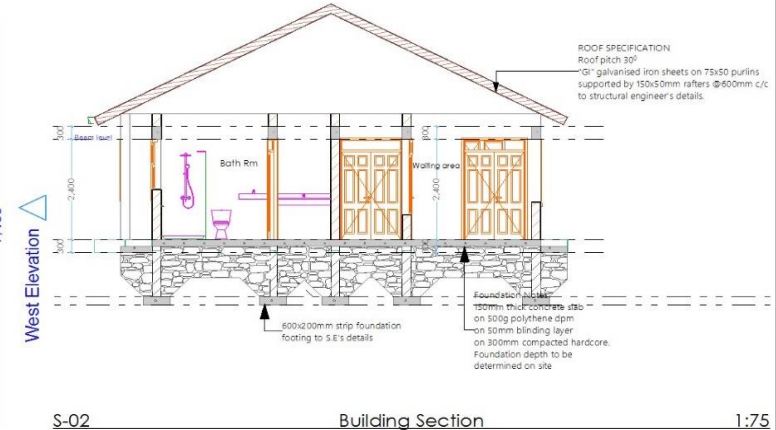 ROOF SPECIFICATION
Roof pitch 30⁰
"GI" galvanised iron sheets on 75x50 purlins
supported by 150x50mm rafters @600mm c/c
to structural engineer's details.
300
Beam level
300
Bath Rm
Waiting area
2,400
2,400
300
West Elevation
600x200mm strip foundation
footing to S.E's details
Foundation Notes
150mm thick concrete slab
on 500g polythene dpm
on 50mm blinding layer
on 300mm compacted hardcore.
Foundation depth to be
determined on site
S-02 Building Section 1:75